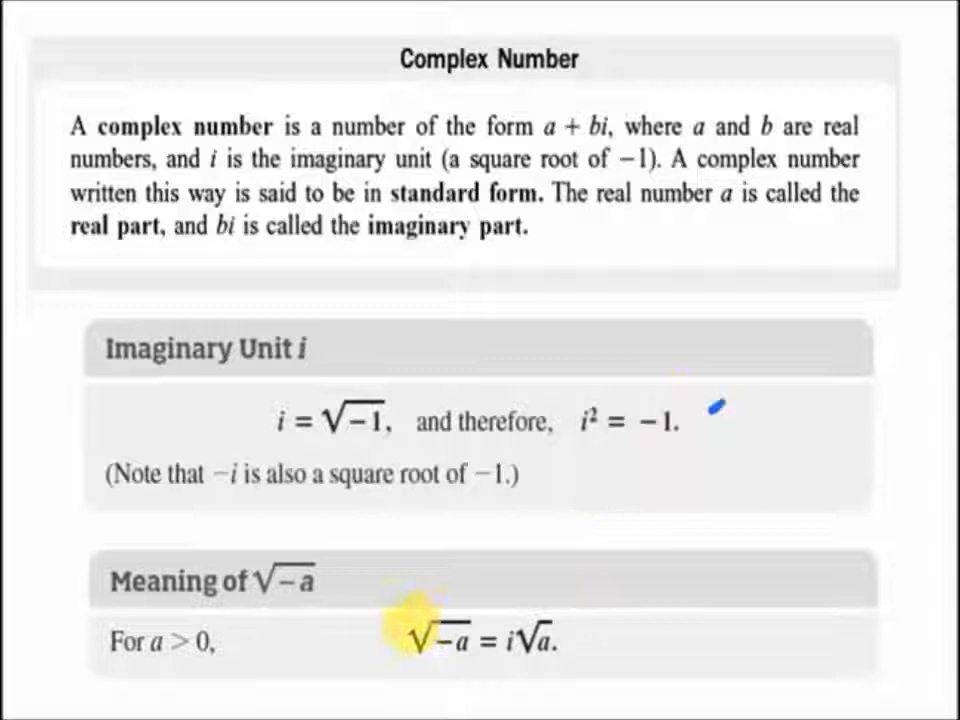 Complex Number
A complex number is a number of the form a + bi, where a and b are real
numbers, and i is the imaginary unit (a square root of −1). A complex number
written this way is said to be in standard form. The real number a is called the
real part, and bi is called the imaginary part.
Imaginary Unit i
i = √−1, and therefore, i² = −1.
(Note that −i is also a square root of −1.)
Meaning of √−a
For a > 0, √−a = i√a.